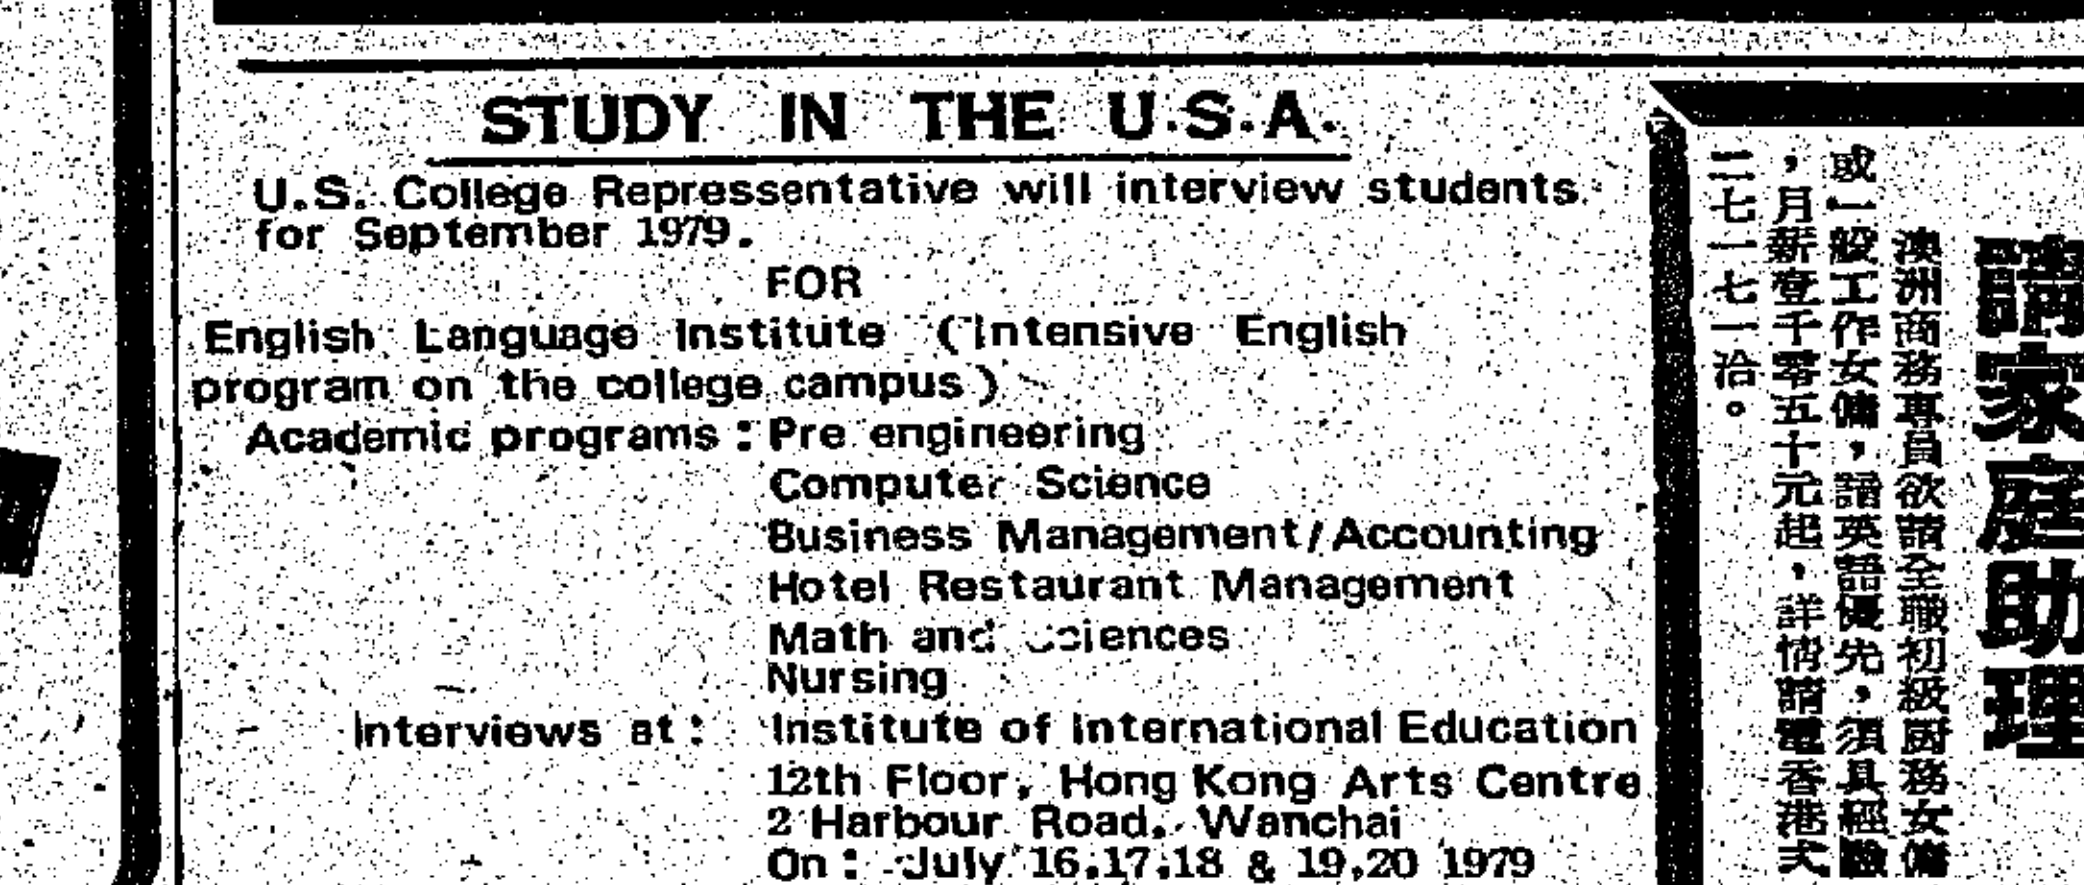 STUDY IN THE U.S.A.
U.S. College Repressentative will interview students
for September 1979.
FOR
English Language Institute (Intensive English
program on the college campus)
Academic programs : Pre engineering
Computer Science
Business Management/Accounting
Hotel Restaurant Management
Math and Sciences
Nursing
Interviews at : Institute of International Education
12th Floor, Hong Kong Arts Centre
2 Harbour Road, Wanchai
On : July 16,17,18 & 19,20 1979
請家庭助理
澳洲商務專員欲請全職初級厨務女傭
或一般工作女傭，諳英語優先，須具經驗
，月薪壹千零五十元起，詳情請電香港式
三七一七一洽。